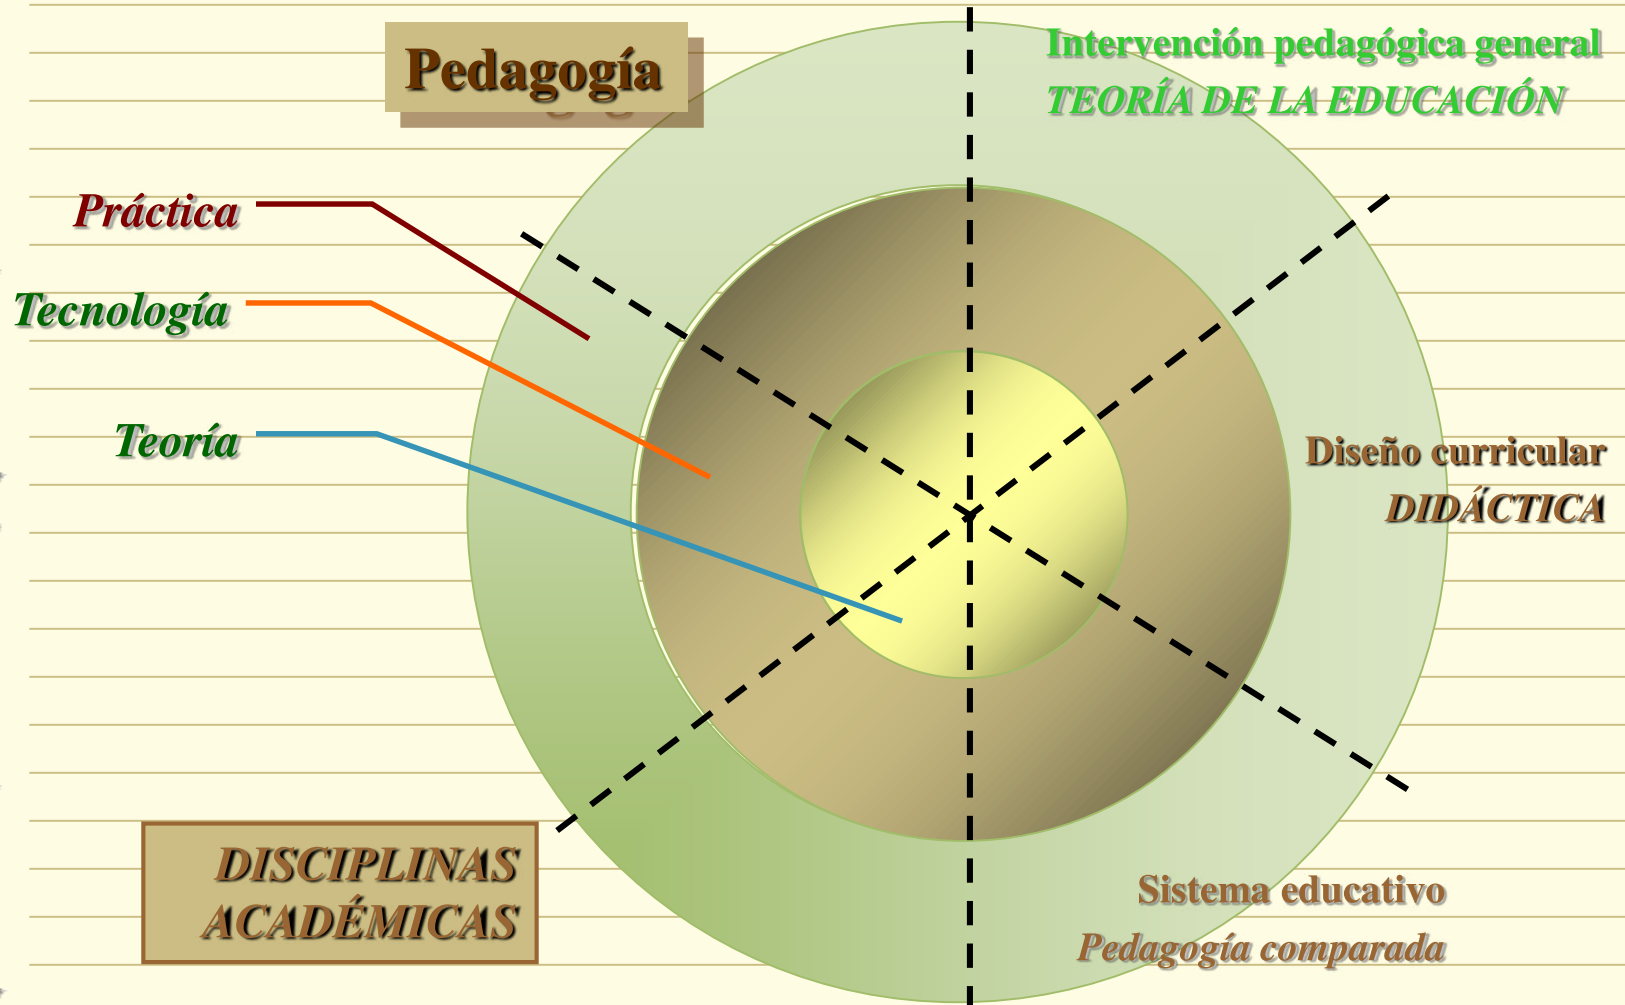 Pedagogía
Intervención pedagógica general
TEORÍA DE LA EDUCACIÓN
Práctica
Tecnología
Teoría
Diseño curricular
DIDÁCTICA
DISCIPLINAS
ACADÉMICAS
Sistema educativo
Pedagogía comparada